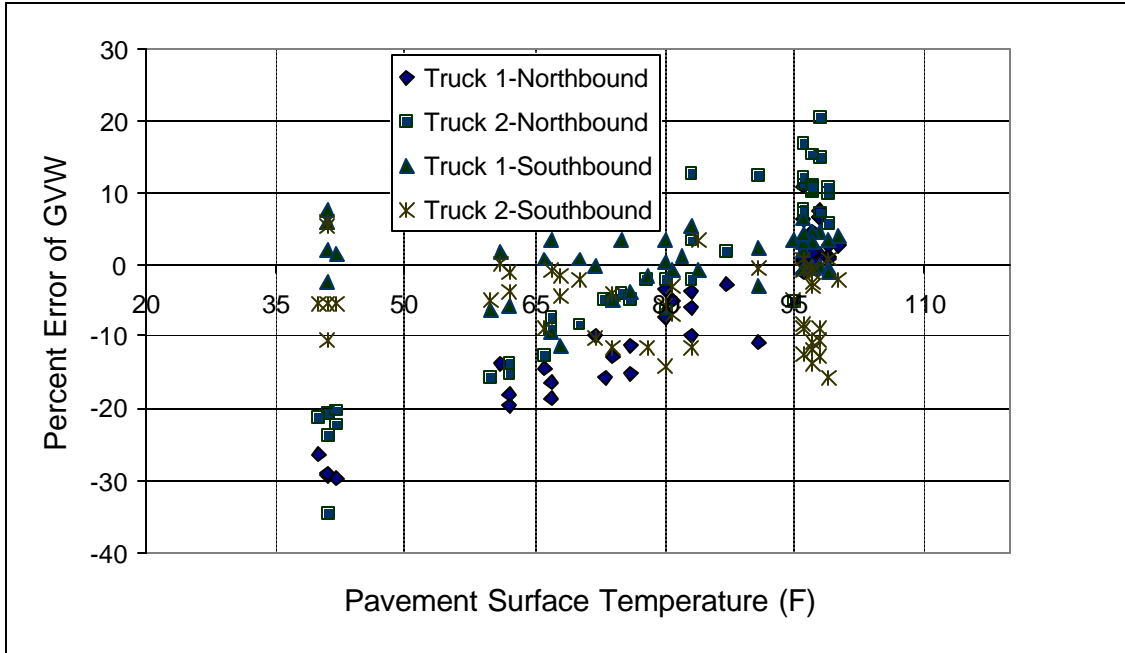 30
20
10
0
-10
-20
-30
-40
20
35
50
65
80
95
110
Truck 1-Northbound
Truck 2-Northbound
Truck 1-Southbound
Truck 2-Southbound
Percent Error of GVW
Pavement Surface Temperature (F)